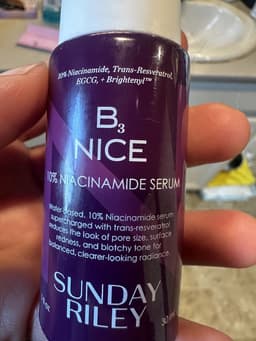 10% Niacinamide, Trans-Resveratrol,
EGCG, + Brightenyl™
B3
NICE
10% NIACINAMIDE SERUM
Water-based, 10% Niacinamide serum
supercharged with trans-resveratrol
reduces the look of pore size, surface
redness, and blotchy tone for
balanced, clearer-looking radiance.
SUNDAY
RILEY
30